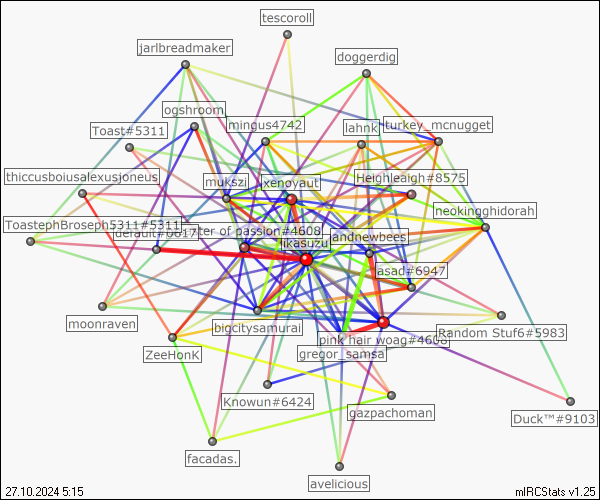 tescoroll
jarlbreadmaker
doggerdig
ogshroom
Toast#5311
mingus4742
lahnk
turkey_mcnugget
thiccusboiusalexusjoneus
mukszi
xenoyaut
Heighleigh#8575
neokingghidorah
ToastephBroseph5311#5311
default#0017
ter of passion#4608
andnewbees
ikasuzu
asad#6947
moonraven
bigcitysamurai
Random Stuf6#5983
pink hair woag#4608
ZeeHonK
gregor_samsa
Knowun#6424
gazpachoman
Duck™#9103
facadas.
avelicious
27.10.2024 5:15
mIRCStats v1.25